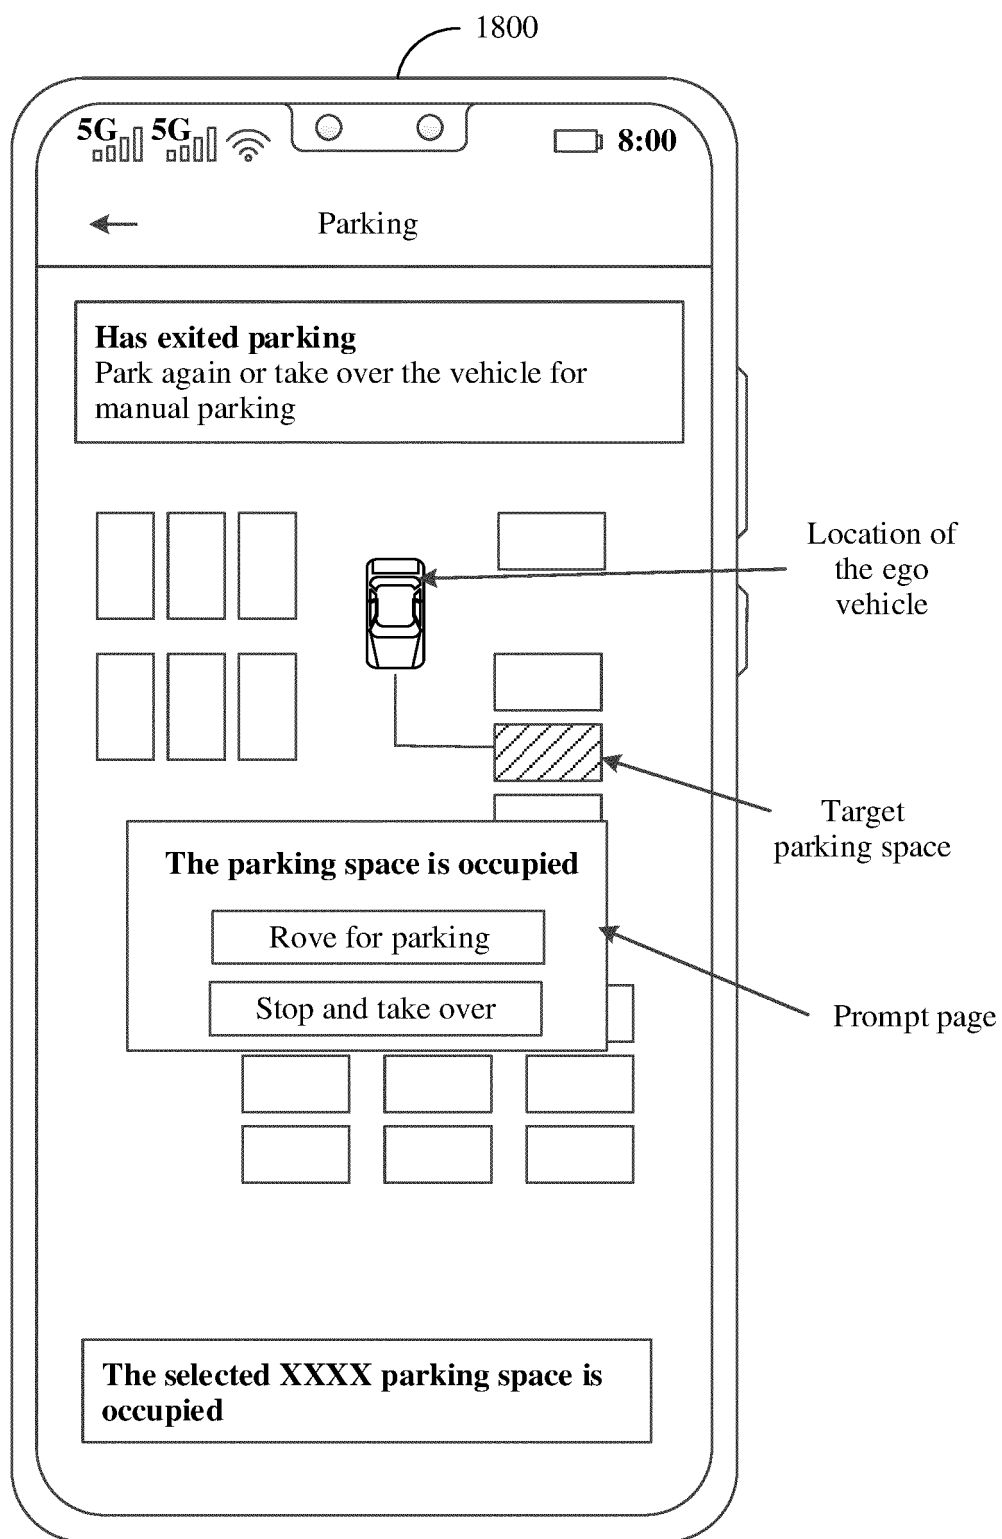 1800
5G 5G 8:00
Parking
Has exited parking
Park again or take over the vehicle for
manual parking
Location of
the ego
vehicle
Target
parking space
The parking space is occupied
Rove for parking
Stop and take over
Prompt page
The selected XXXX parking space is
occupied